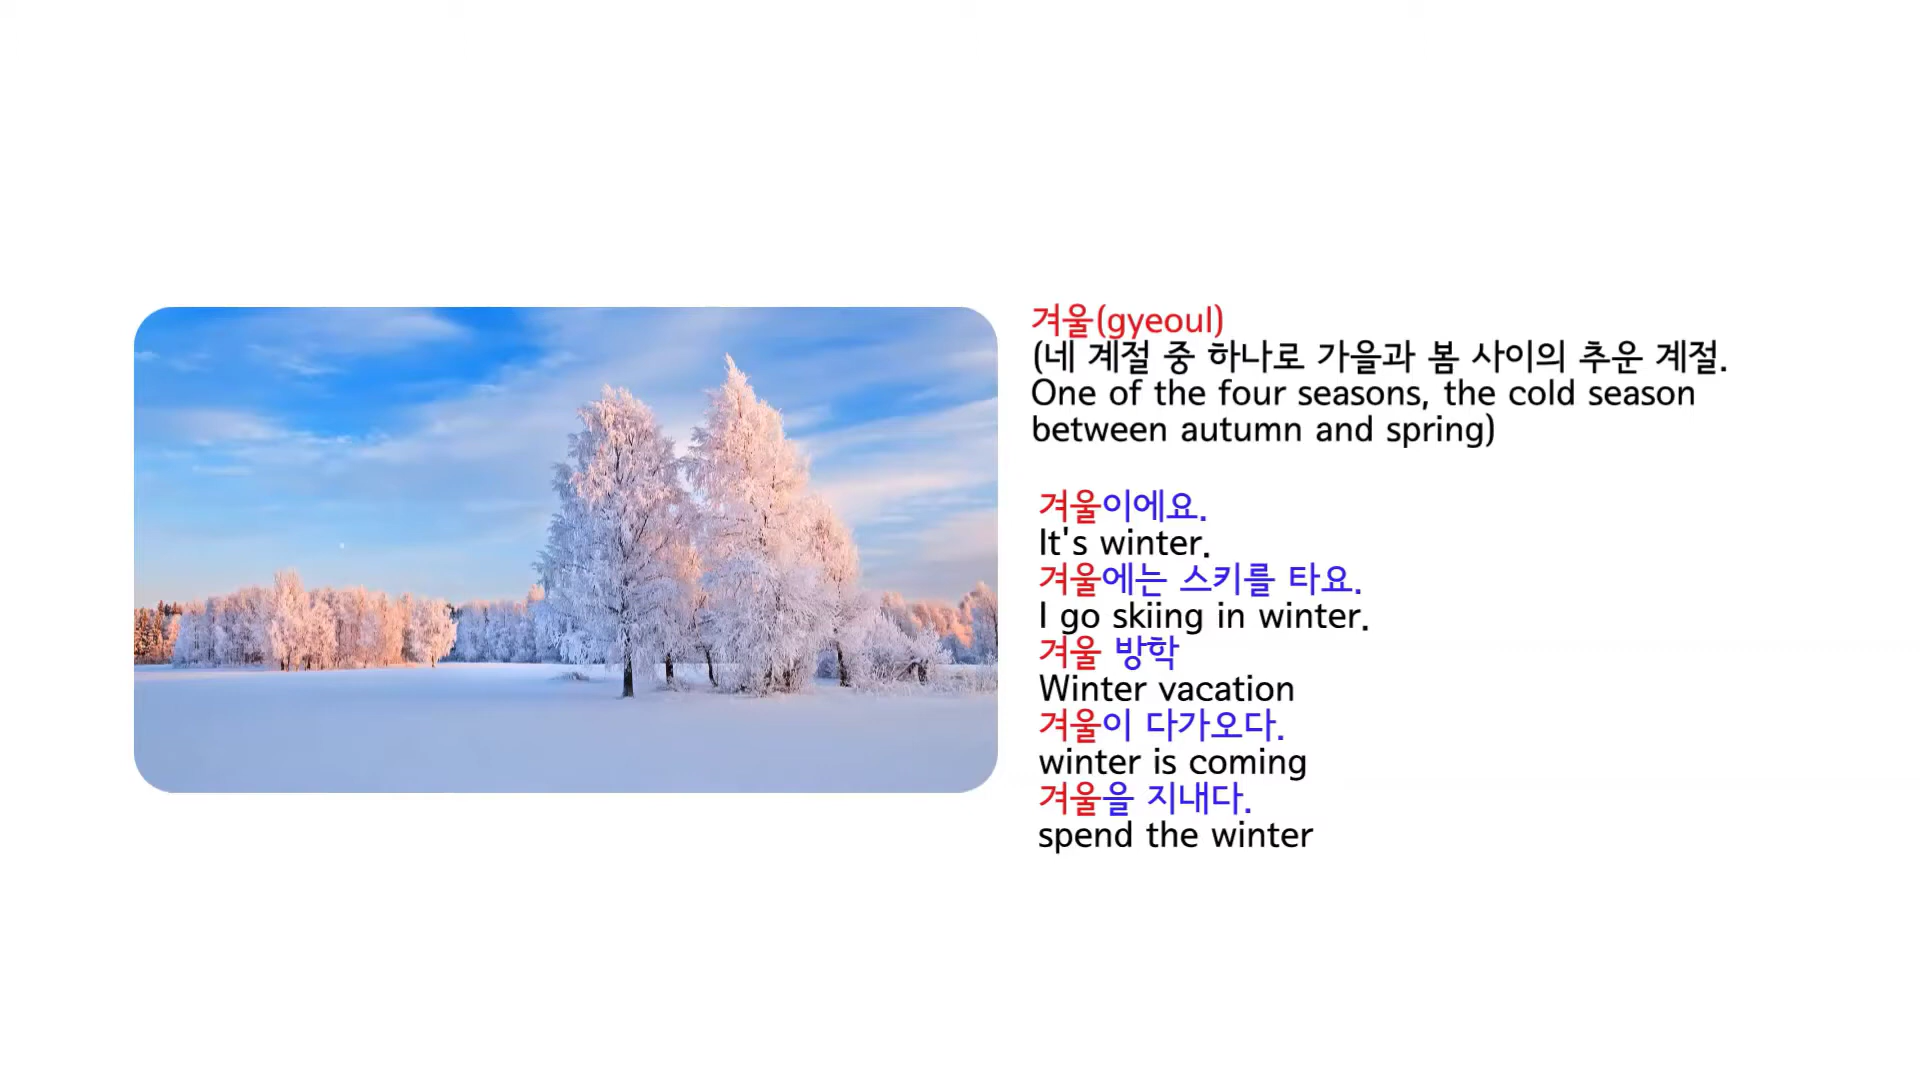 겨울(gyeoul)
(네 계절 중 하나로 가을과 봄 사이의 추운 계절.
One of the four seasons, the cold season
between autumn and spring)
겨울이에요.
It's winter.
겨울에는 스키를 타요.
I go skiing in winter.
겨울 방학
Winter vacation
겨울이 다가오다.
winter is coming
겨울을 지내다.
spend the winter